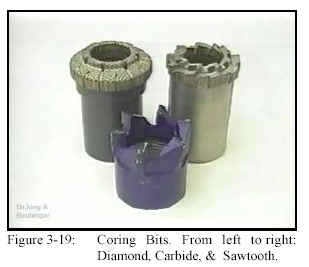 DeJong &
Boulanger
Figure 3-19: Coring Bits. From left to right:
Diamond, Carbide, & Sawtooth.